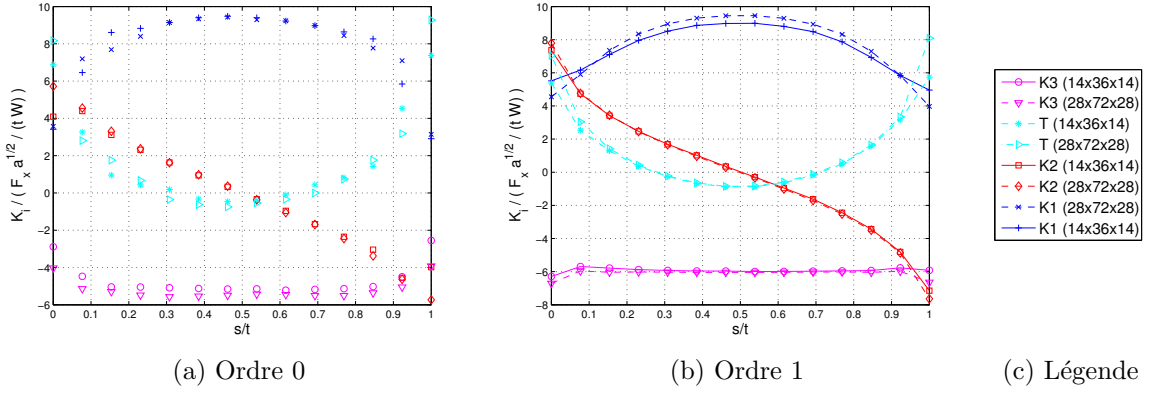 10
8
6
4
2
0
−2
−4
−6
0
0.1
0.2
0.3
0.4
0.5
0.6
0.7
0.8
0.9
1
s/t
K_i / ( F_x a^{1/2} / (t W) )
10
8
6
4
2
0
−2
−4
−6
−8
0
0.1
0.2
0.3
0.4
0.5
0.6
0.7
0.8
0.9
1
s/t
K_i / ( F_x a^{1/2} / (t W) )
K3 (14x36x14)
K3 (28x72x28)
T (14x36x14)
T (28x72x28)
K2 (14x36x14)
K2 (28x72x28)
K1 (28x72x28)
K1 (14x36x14)
(a) Ordre 0
(b) Ordre 1
(c) Légende